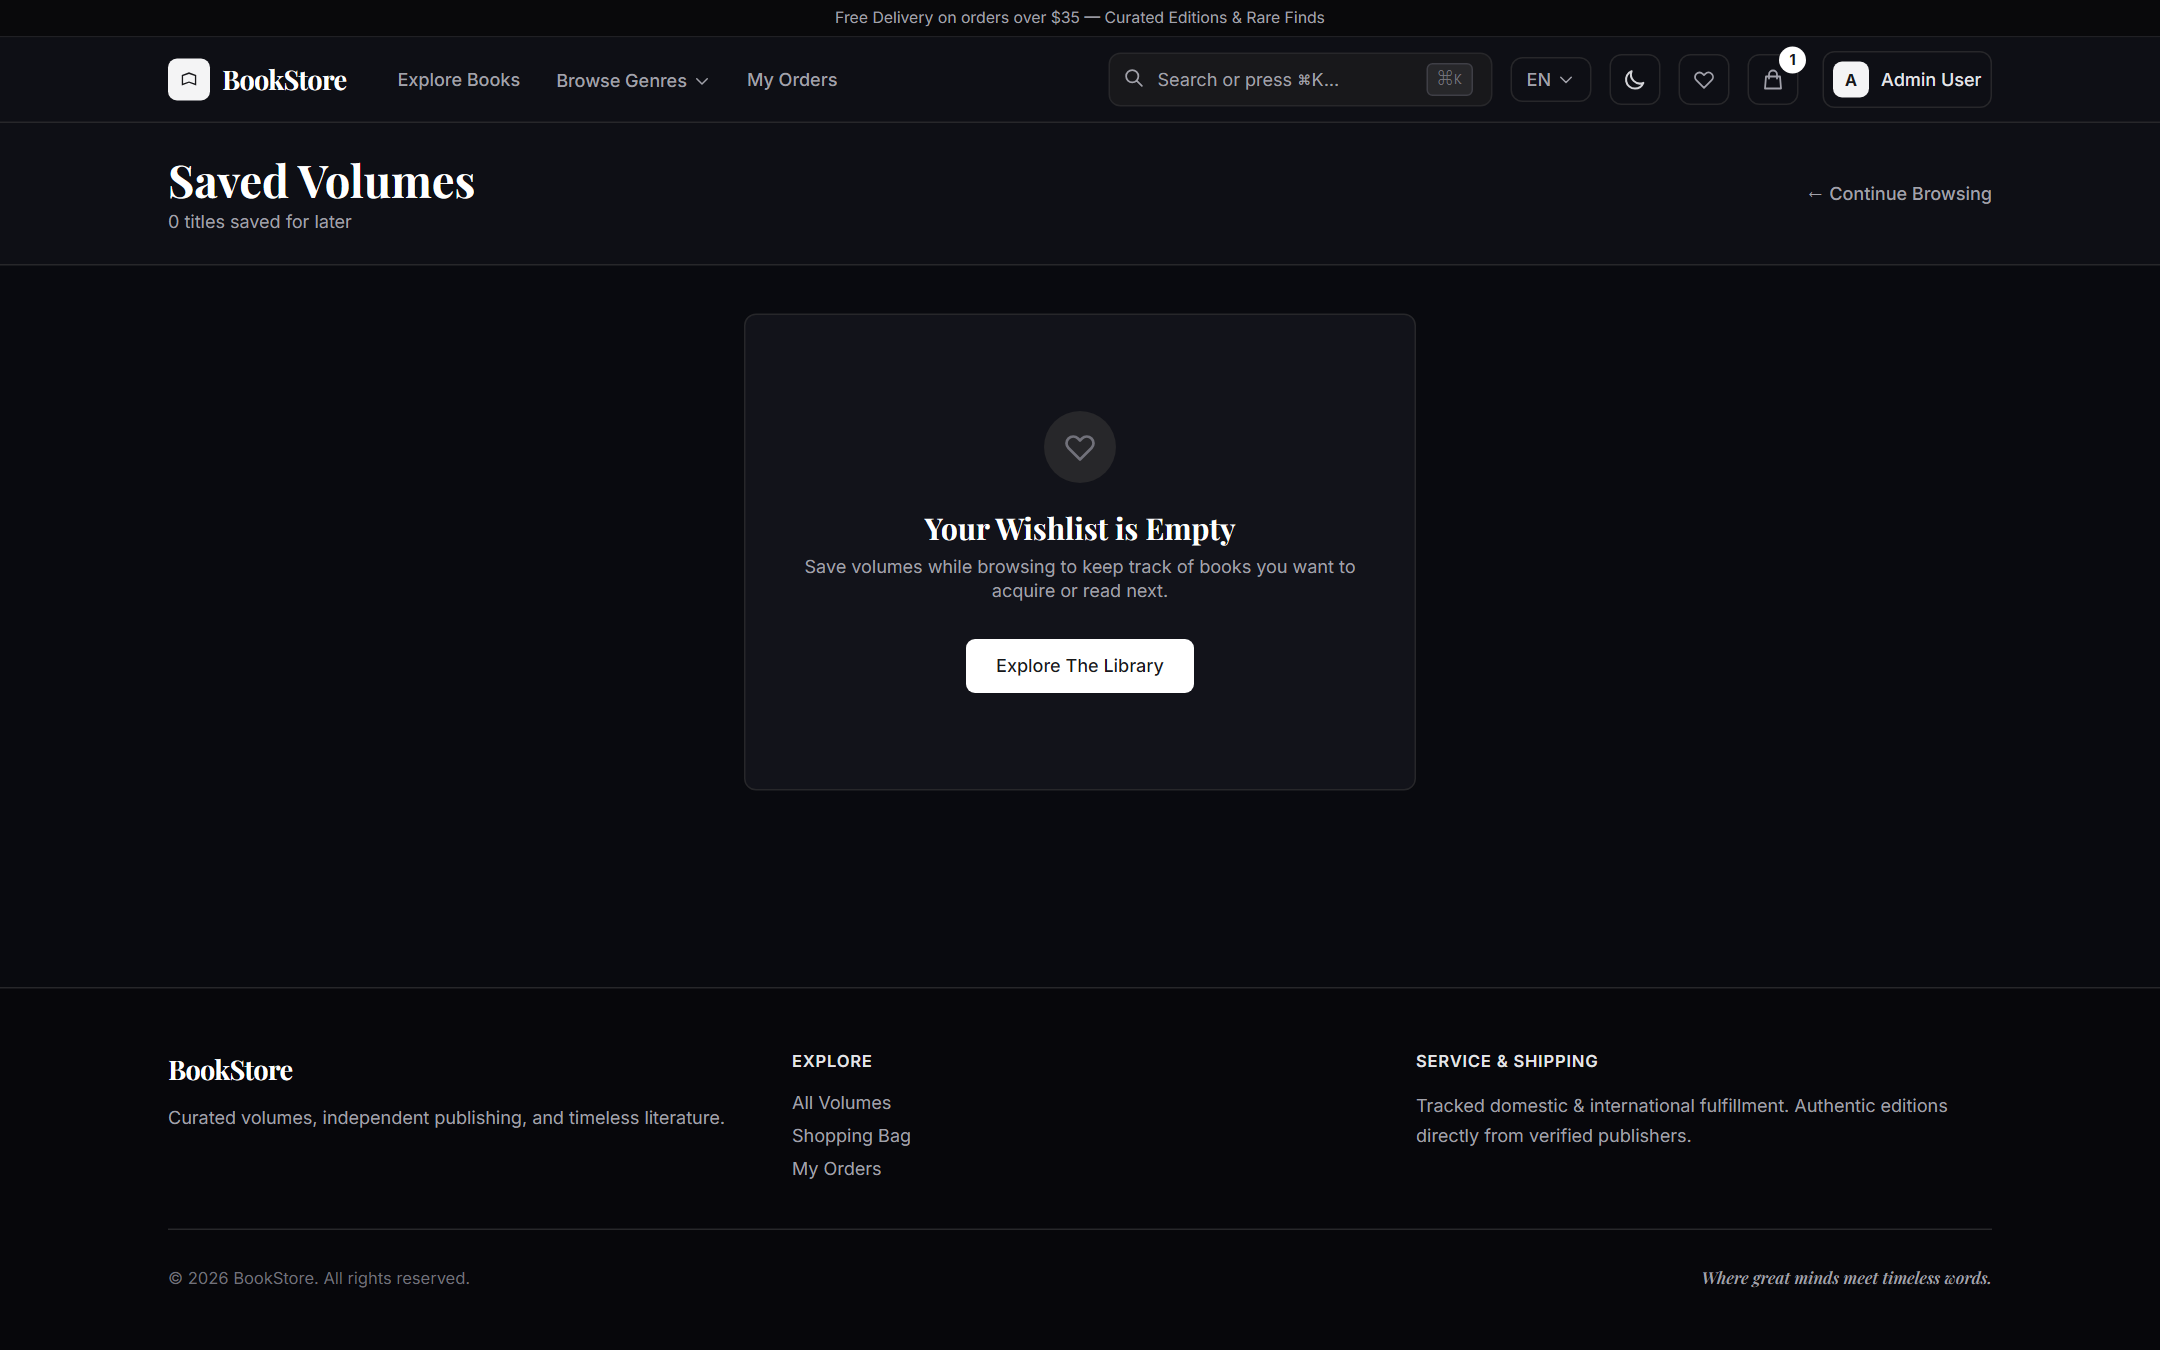 Free Delivery on orders over $35 — Curated Editions & Rare Finds
BookStore
Explore Books
Browse Genres
My Orders
Search or press ⌘K...
⌘K
EN
1
A
Admin User
Saved Volumes
0 titles saved for later
← Continue Browsing
Your Wishlist is Empty
Save volumes while browsing to keep track of books you want to
acquire or read next.
Explore The Library
BookStore
Curated volumes, independent publishing, and timeless literature.
EXPLORE
All Volumes
Shopping Bag
My Orders
SERVICE & SHIPPING
Tracked domestic & international fulfillment. Authentic editions
directly from verified publishers.
© 2026 BookStore. All rights reserved.
Where great minds meet timeless words.